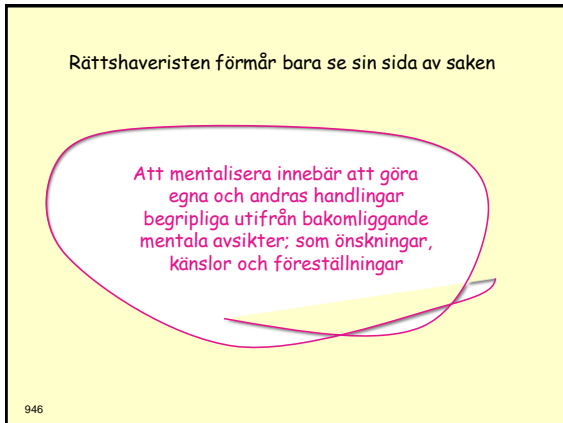 Rättshaveristen förmår bara se sin sida av saken
Att mentalisera innebär att göra
egna och andras handlingar
begripliga utifrån bakomliggande
mentala avsikter; som önskningar,
känslor och föreställningar
946